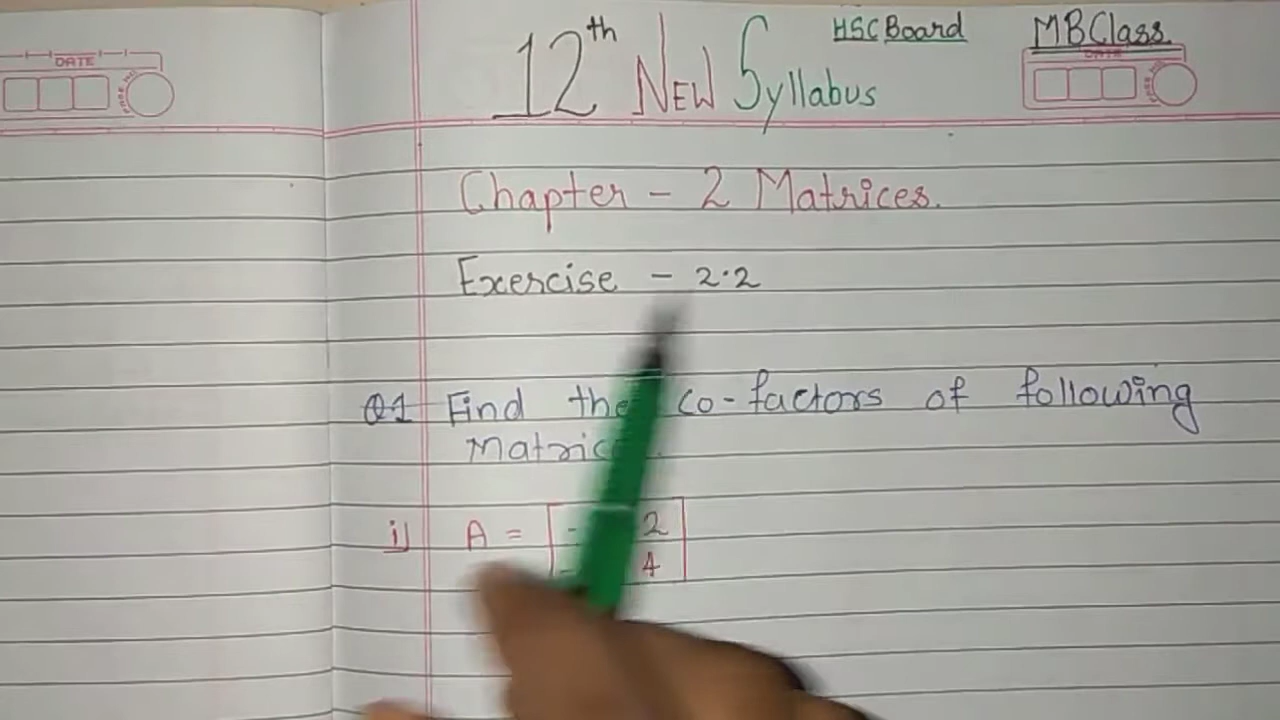 DATE
12th New Syllabus
HSC Board
MBClass
DATE
Chapter - 2 Matrices.
Exercise - 2.2
Q.1 Find the co-factors of following
i) A = 2
4